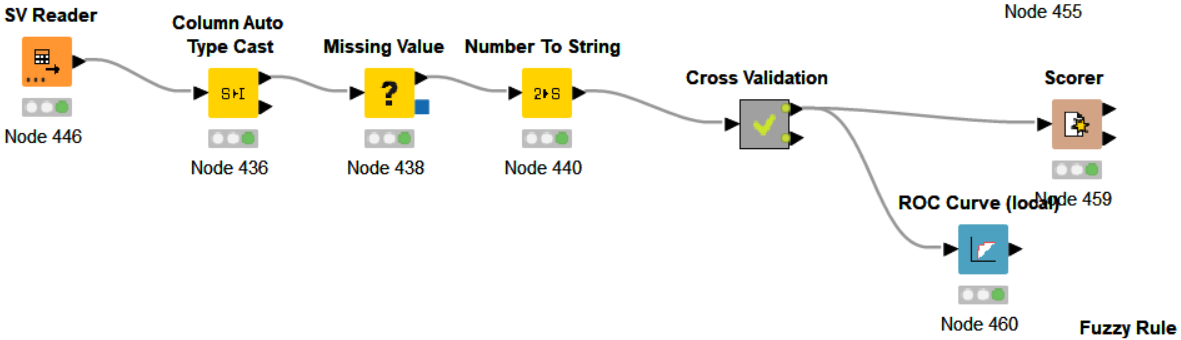 Node 455
SV Reader
Column Auto
Type Cast
Missing Value
Number To String
Cross Validation
Scorer
S I
?
2 S
Node 446
Node 436
Node 438
Node 440
Node 459
ROC Curve (local)
Node 460
Fuzzy Rule